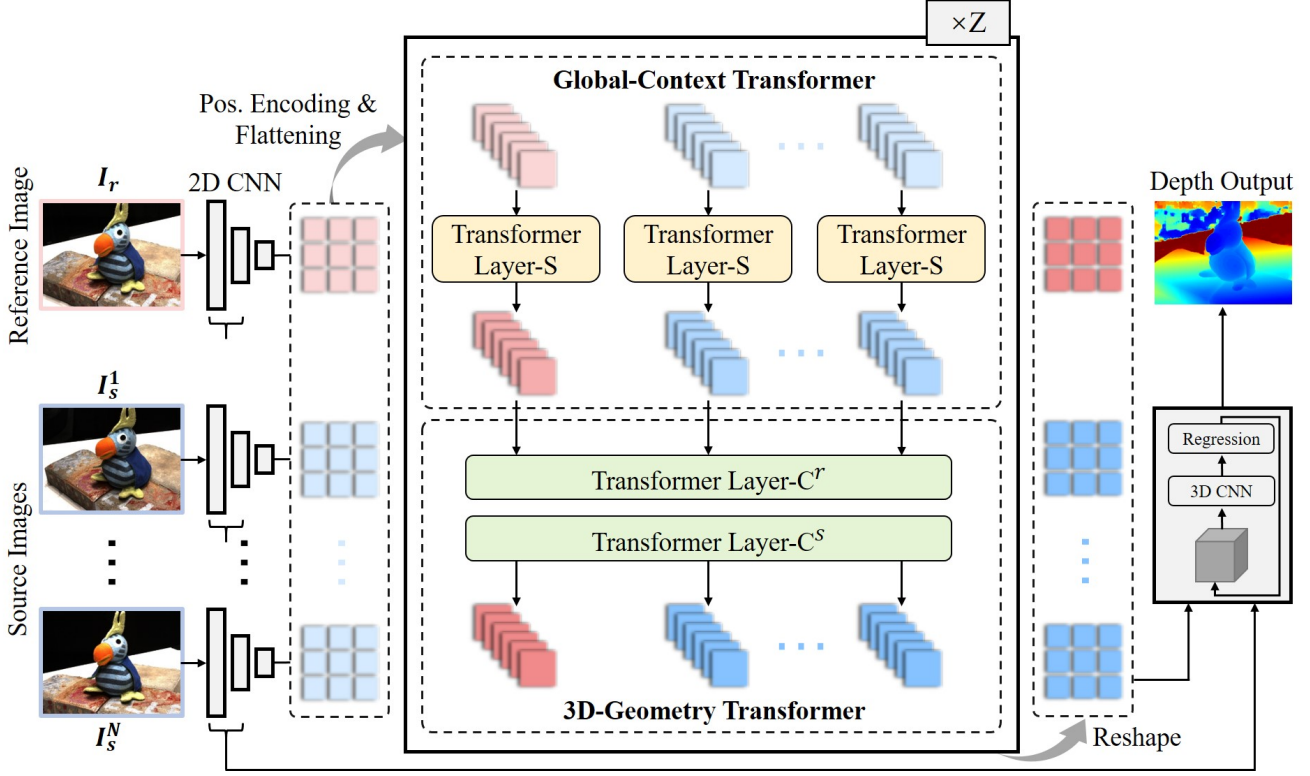 ×Z
Global-Context Transformer
Pos. Encoding &
Flattening
Reference Image
I_r
2D CNN
Transformer
Layer-S
Transformer
Layer-S
Transformer
Layer-S
Depth Output
Source Images
I_s^1
Transformer Layer-C^r
Transformer Layer-C^s
Regression
3D CNN
I_s^N
3D-Geometry Transformer
Reshape